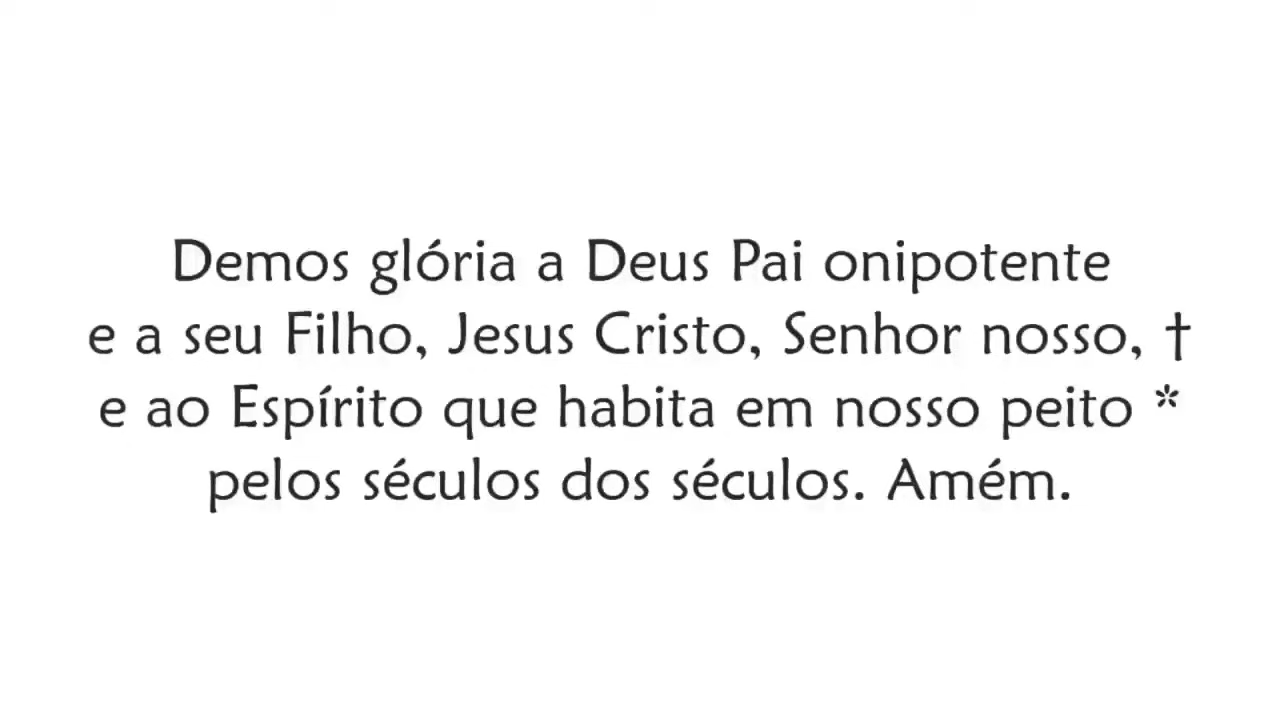 Demos glória a Deus Pai onipotente
e a seu Filho, Jesus Cristo, Senhor nosso, †
e ao Espírito que habita em nosso peito *
pelos séculos dos séculos. Amém.